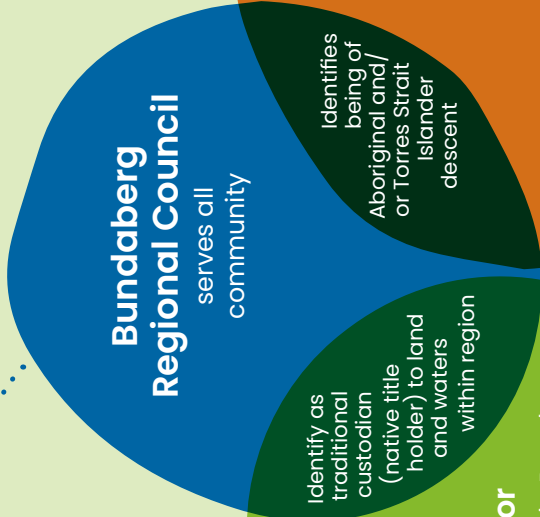 Bundaberg
Regional Council
serves all
community
Identifies
being of
Aboriginal and/
or Torres Strait
Islander
descent
Identify as
traditional
custodian
(native title
holder) to land
and waters
within region
or